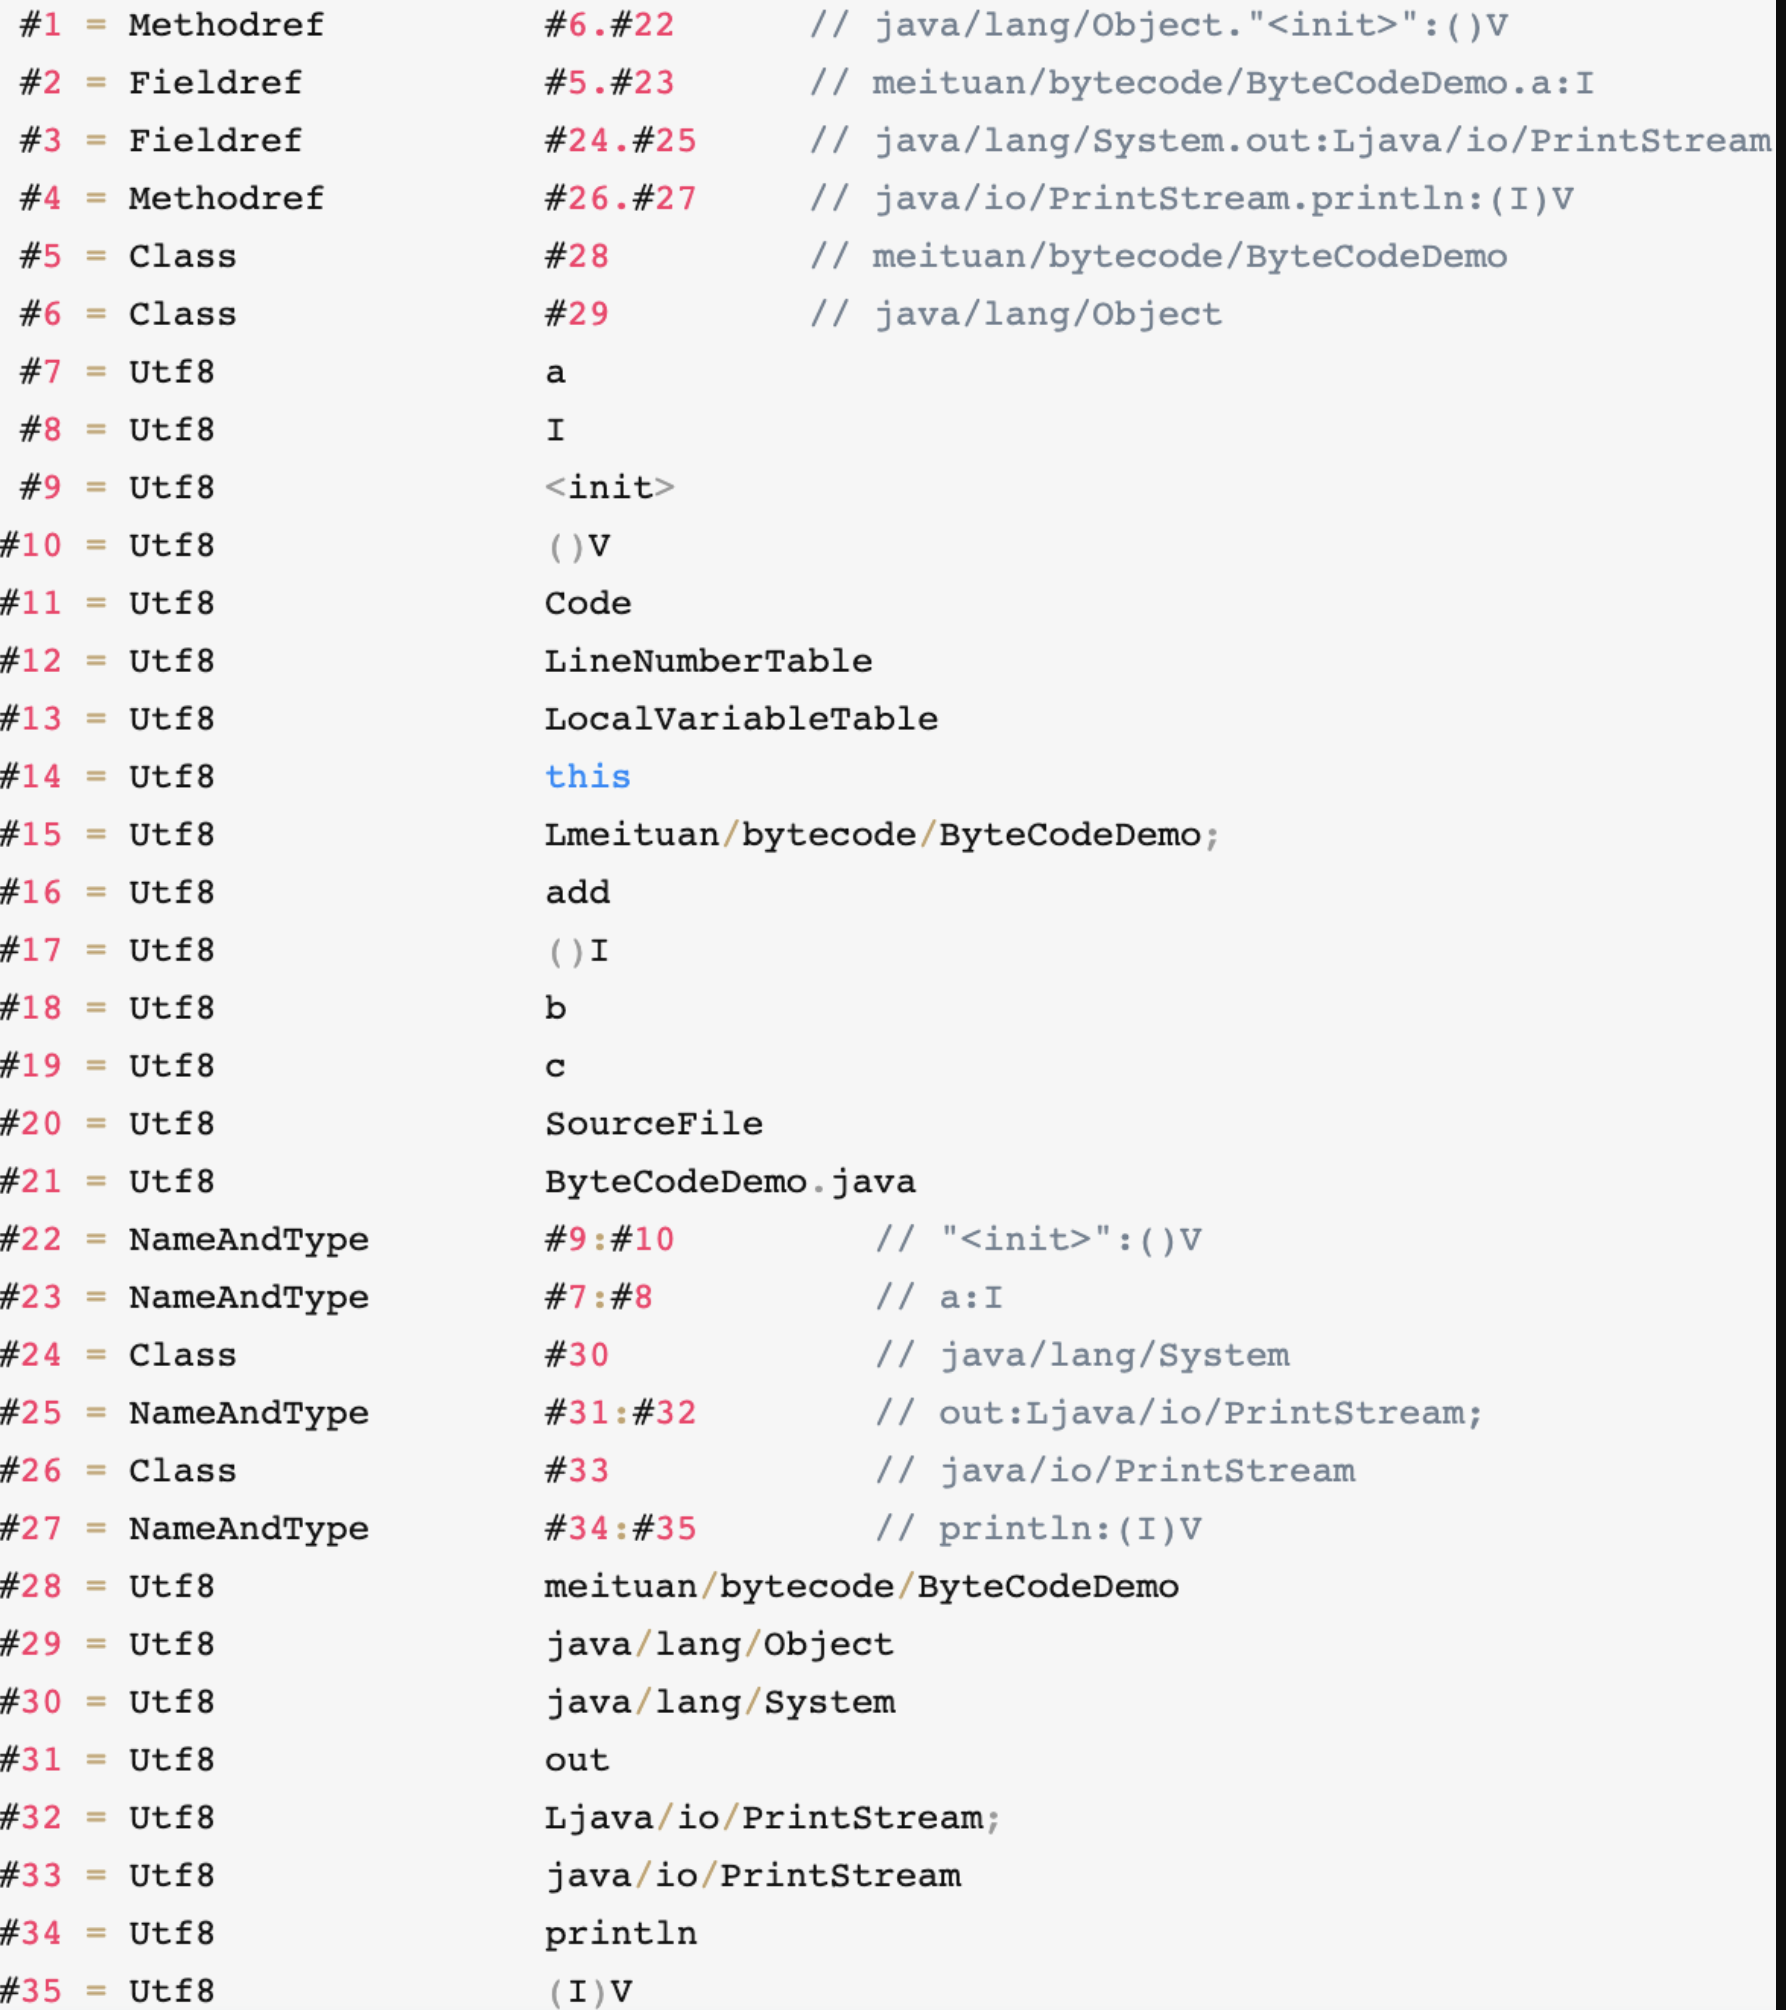 #1 = Methodref          #6.#22      // java/lang/Object."<init>":()V
#2 = Fieldref           #5.#23      // meituan/bytecode/ByteCodeDemo.a:I
#3 = Fieldref           #24.#25     // java/lang/System.out:Ljava/io/PrintStream
#4 = Methodref          #26.#27     // java/io/PrintStream.println:(I)V
#5 = Class              #28         // meituan/bytecode/ByteCodeDemo
#6 = Class              #29         // java/lang/Object
#7 = Utf8               a
#8 = Utf8               I
#9 = Utf8               <init>
#10 = Utf8               ()V
#11 = Utf8               Code
#12 = Utf8               LineNumberTable
#13 = Utf8               LocalVariableTable
#14 = Utf8               this
#15 = Utf8               Lmeituan/bytecode/ByteCodeDemo;
#16 = Utf8               add
#17 = Utf8               ()I
#18 = Utf8               b
#19 = Utf8               c
#20 = Utf8               SourceFile
#21 = Utf8               ByteCodeDemo.java
#22 = NameAndType        #9:#10         // "<init>":()V
#23 = NameAndType        #7:#8          // a:I
#24 = Class              #30            // java/lang/System
#25 = NameAndType        #31:#32        // out:Ljava/io/PrintStream;
#26 = Class              #33            // java/io/PrintStream
#27 = NameAndType        #34:#35        // println:(I)V
#28 = Utf8               meituan/bytecode/ByteCodeDemo
#29 = Utf8               java/lang/Object
#30 = Utf8               java/lang/System
#31 = Utf8               out
#32 = Utf8               Ljava/io/PrintStream;
#33 = Utf8               java/io/PrintStream
#34 = Utf8               println
#35 = Utf8               (I)V